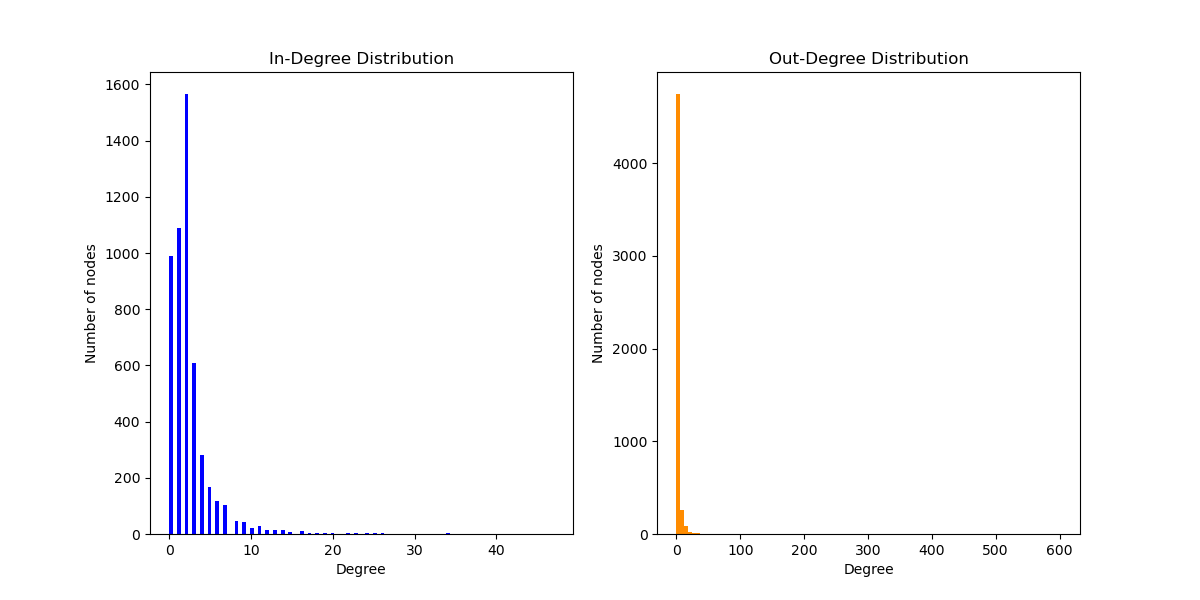 In-Degree Distribution
Number of nodes
1600
1400
1200
1000
800
600
400
200
0
0 10 20 30 40
Degree
Out-Degree Distribution
Number of nodes
4000
3000
2000
1000
0
0 100 200 300 400 500 600
Degree